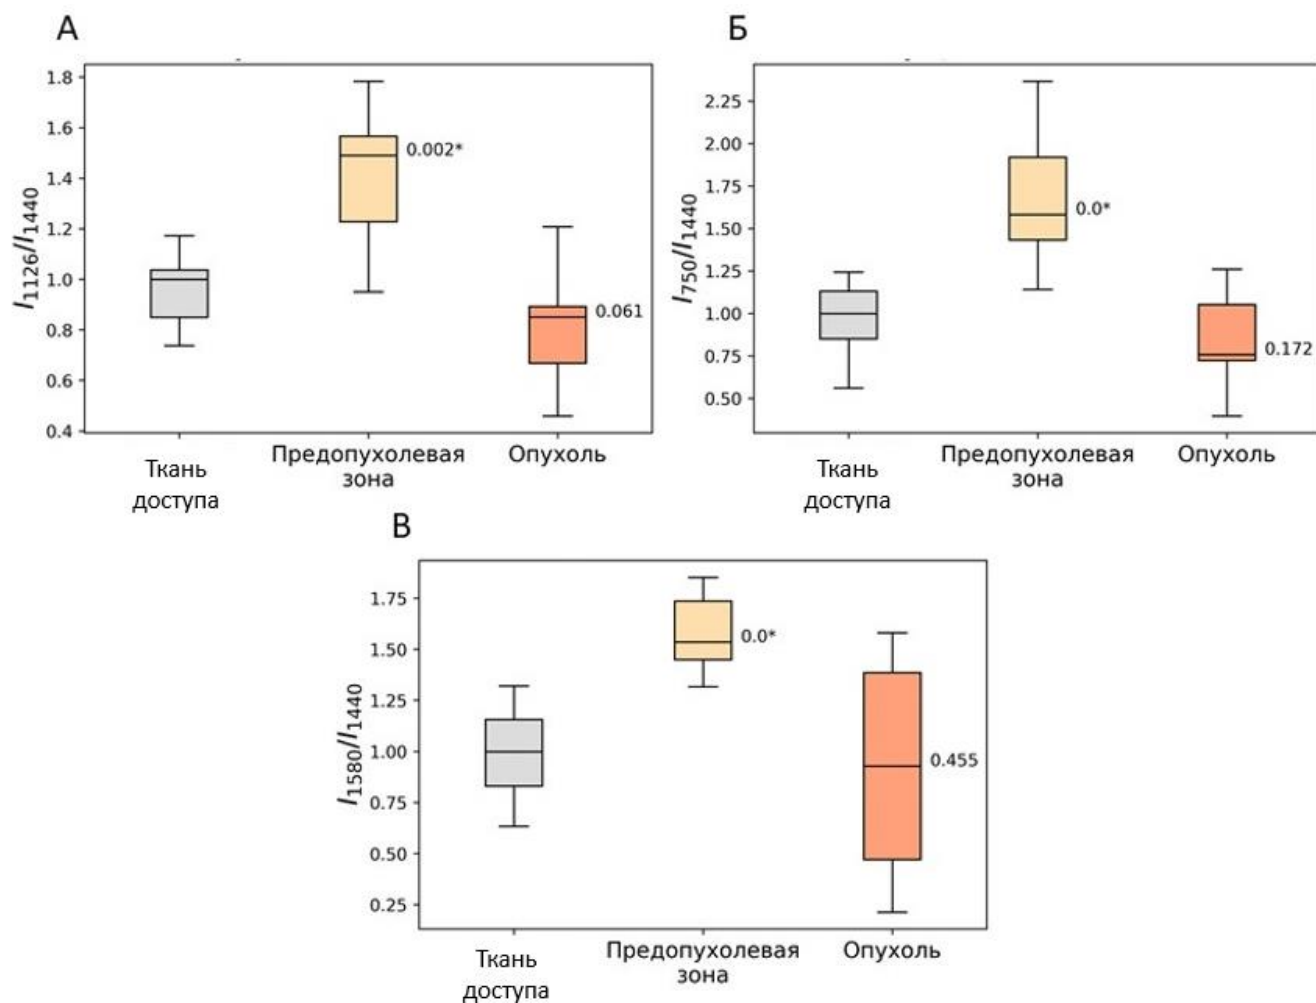 А
1.8
1.6
1.4
1.2
1.0
0.8
0.6
0.4
I1126/I1440
0.002*
0.061
Ткань
доступа
Предопухолевая
зона
Опухоль
Б
2.25
2.00
1.75
1.50
1.25
1.00
0.75
0.50
I750/I1440
0.0*
0.172
Ткань
доступа
Предопухолевая
зона
Опухоль
В
1.75
1.50
1.25
1.00
0.75
0.50
0.25
I1580/I1440
0.0*
0.455
Ткань
доступа
Предопухолевая
зона
Опухоль